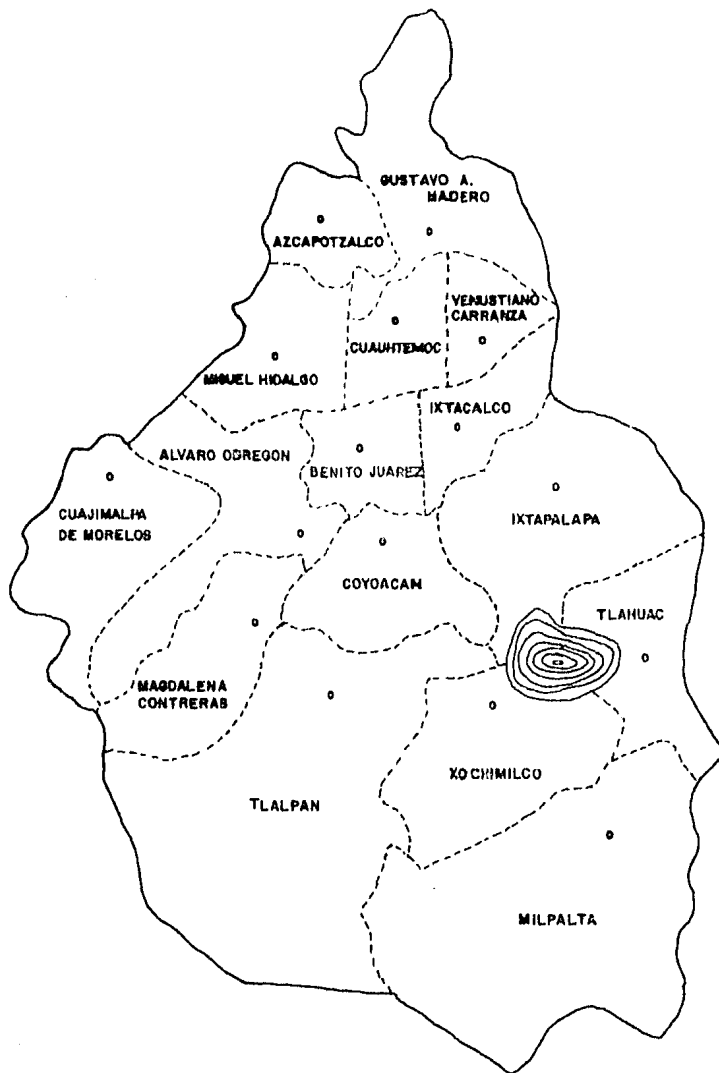 GUSTAVO A.
MADERO
AZCAPOTZALCO
VENUSTIANO
CARRANZA
CUAUHTEMOC
MIGUEL HIDALGO
IXTACALCO
ALVARO OBREGON
BENITO JUAREZ
CUAJIMALPA
DE MORELOS
IXTAPALAPA
COYOACAN
TLAHUAC
MAGDALENA
CONTRERAS
XOCHIMILCO
TLALPAN
MILPALTA